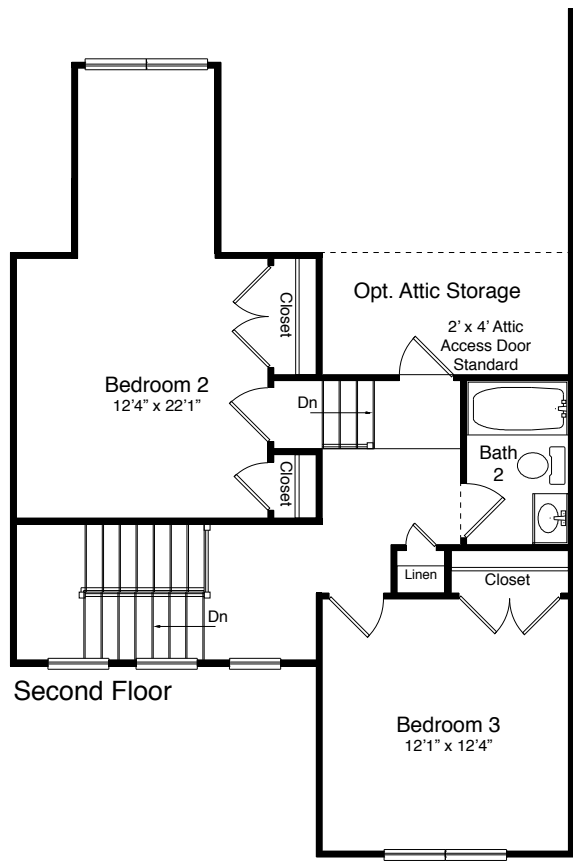 Opt. Attic Storage
2’ x 4’ Attic
Access Door
Standard
Closet
Bedroom 2
12’4” x 22’1”
Dn
Bath
2
Closet
Linen
Closet
Dn
Second Floor
Bedroom 3
12’1” x 12’4”